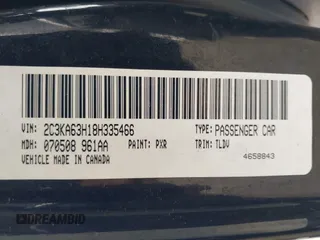 VIN: 2C3KA63H18H335466 TYPE: PASSENGER CAR
MDH: 070508 961AA PAINT: PXR TRIM: TLDV
VEHICLE MADE IN CANADA 4658843
DREAMBID